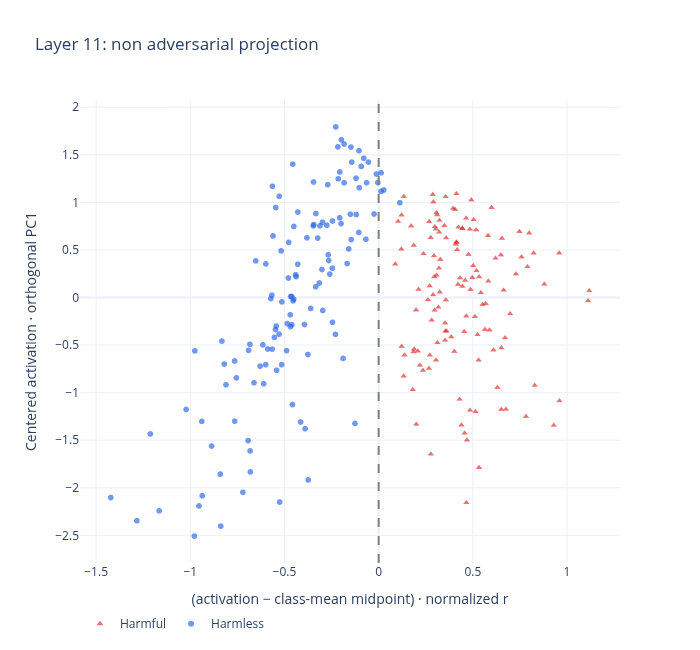 Layer 11: non adversarial projection
Centered activation · orthogonal PC1
2
1.5
1
0.5
0
−0.5
−1
−1.5
−2
−2.5
−1.5 −1 −0.5 0 0.5 1
(activation − class-mean midpoint) · normalized r
Harmful Harmless